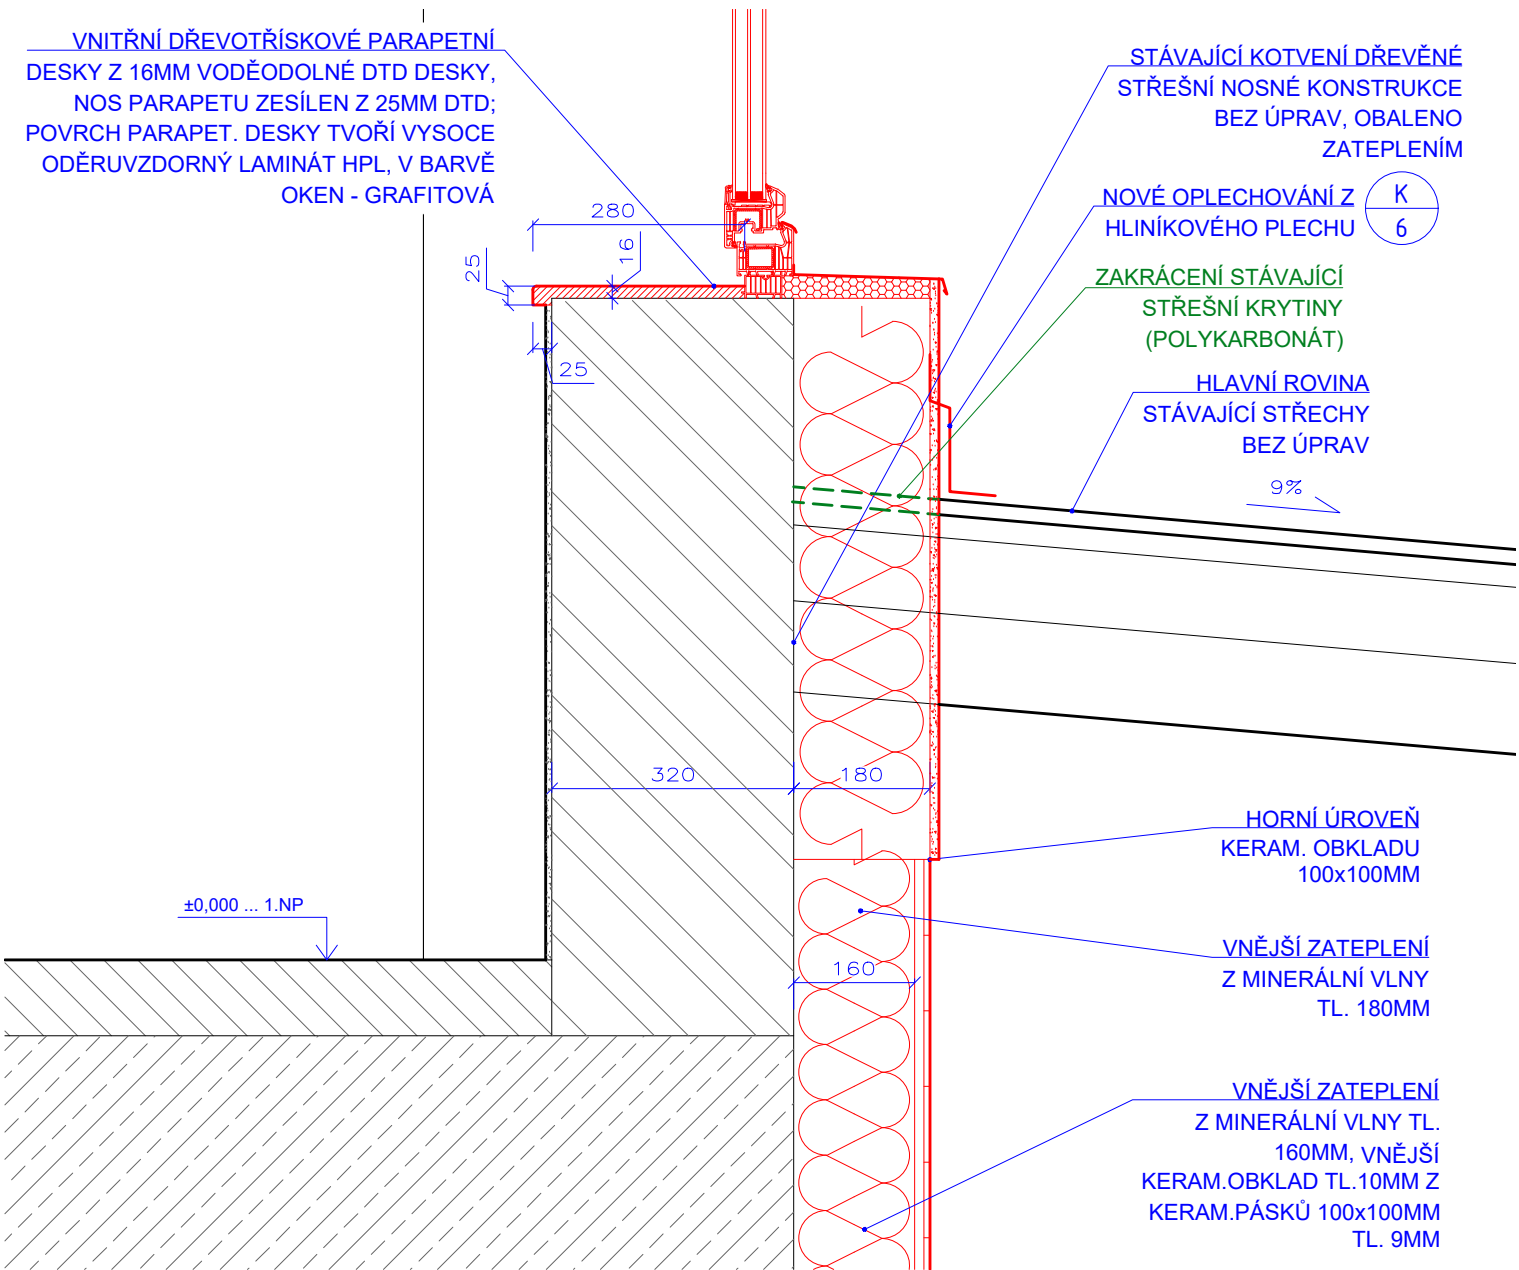 VNITŘNÍ DŘEVOTŘÍSKOVÉ PARAPETNÍ
DESKY Z 16MM VODĚODOLNÉ DTD DESKY,
NOS PARAPETU ZESÍLEN Z 25MM DTD;
POVRCH PARAPET. DESKY TVOŘÍ VYSOCE
ODĚRUVZDORNÝ LAMINÁT HPL, V BARVĚ
OKEN - GRAFITOVÁ
STÁVAJÍCÍ KOTVENÍ DŘEVĚNÉ
STŘEŠNÍ NOSNÉ KONSTRUKCE
BEZ ÚPRAV, OBALENO
ZATEPLENÍM
NOVÉ OPLECHOVÁNÍ Z
HLINÍKOVÉHO PLECHU
K
6
ZAKRÁCENÍ STÁVAJÍCÍ
STŘEŠNÍ KRYTINY
(POLYKARBONÁT)
HLAVNÍ ROVINA
STÁVAJÍCÍ STŘECHY
BEZ ÚPRAV
9%
280
16
25
25
320
180
HORNÍ ÚROVEŇ
KERAM. OBKLADU
100x100MM
±0,000 ... 1.NP
160
VNĚJŠÍ ZATEPLENÍ
Z MINERÁLNÍ VLNY
TL. 180MM
VNĚJŠÍ ZATEPLENÍ
Z MINERÁLNÍ VLNY TL.
160MM, VNĚJŠÍ
KERAM.OBKLAD TL.10MM Z
KERAM.PÁSKŮ 100x100MM
TL. 9MM